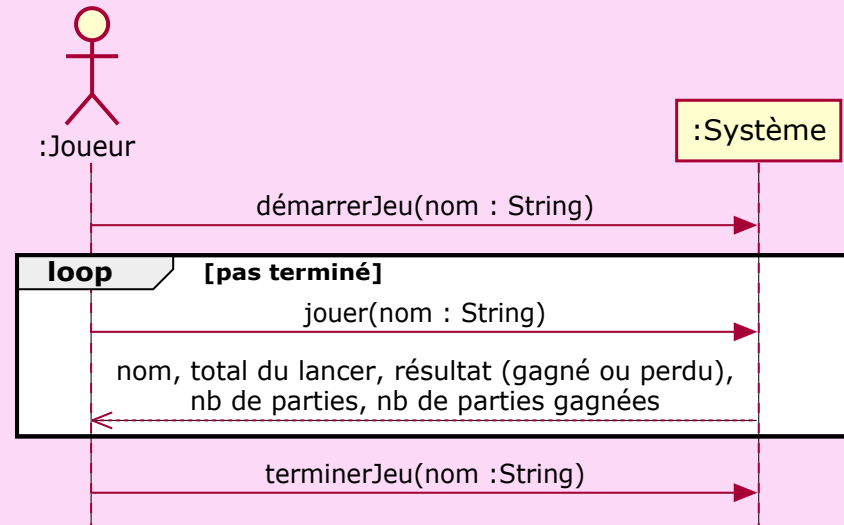 :Joueur
:Système
démarrerJeu(nom : String)
loop [pas terminé]
jouer(nom : String)
nom, total du lancer, résultat (gagné ou perdu),
nb de parties, nb de parties gagnées
terminerJeu(nom :String)